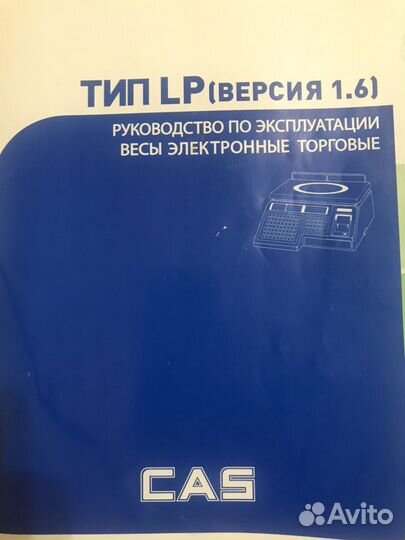 ТИП LP(ВЕРСИЯ 1.6)
РУКОВОДСТВО ПО ЭКСПЛУАТАЦИИ
ВЕСЫ ЭЛЕКТРОННЫЕ ТОРГОВЫЕ
CAS
Avito